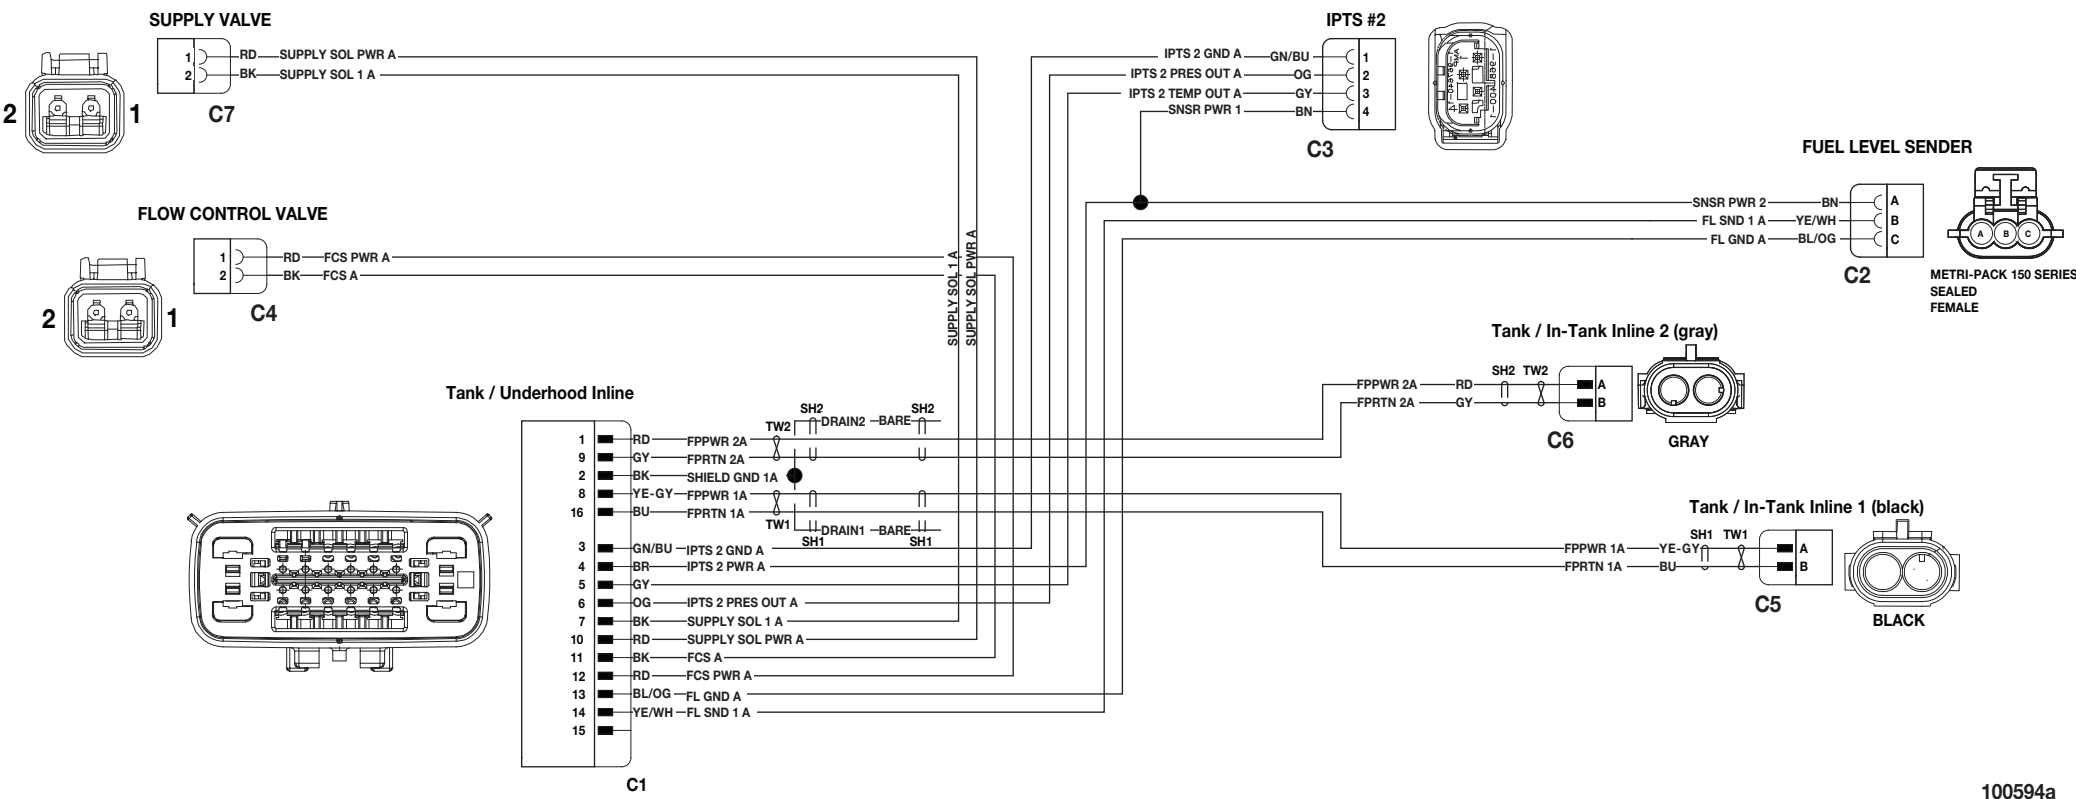 SUPPLY VALVE
1 RD SUPPLY SOL PWR A
2 BK SUPPLY SOL 1 A
C7
2 1
IPTS #2
IPTS 2 GND A GN/BU 1
IPTS 2 PRES OUT A OG 2
IPTS 2 TEMP OUT A GY 3
SNSR PWR 1 BN 4
C3
FUEL LEVEL SENDER
SNSR PWR 2 BN A
FL SND 1 A YE/WH B
FL GND A BL/OG C
C2
A B C
METRI-PACK 150 SERIES
SEALED
FEMALE
FLOW CONTROL VALVE
1 RD FCS PWR A
2 BK FCS A
C4
2 1
SUPPLY SOL 1 A
SUPPLY SOL PWR A
Tank / In-Tank Inline 2 (gray)
SH2 TW2
FPPWR 2A RD A
FPRTN 2A GY B
C6
GRAY
Tank / Underhood Inline
SH2 SH2
TW2 DRAIN2 BARE
1 RD FPPWR 2A
9 GY FPRTN 2A
2 BK SHIELD GND 1A
8 YE-GY FPPWR 1A
16 BU FPRTN 1A
TW1 DRAIN1 BARE
SH1 SH1
3 GN/BU IPTS 2 GND A
4 BR IPTS 2 PWR A
5 GY
6 OG IPTS 2 PRES OUT A
7 BK SUPPLY SOL 1 A
10 RD SUPPLY SOL PWR A
11 BK FCS A
12 RD FCS PWR A
13 BL/OG FL GND A
14 YE/WH FL SND 1 A
15
C1
Tank / In-Tank Inline 1 (black)
SH1 TW1
FPPWR 1A YE-GY A
FPRTN 1A BU B
C5
BLACK
100594a